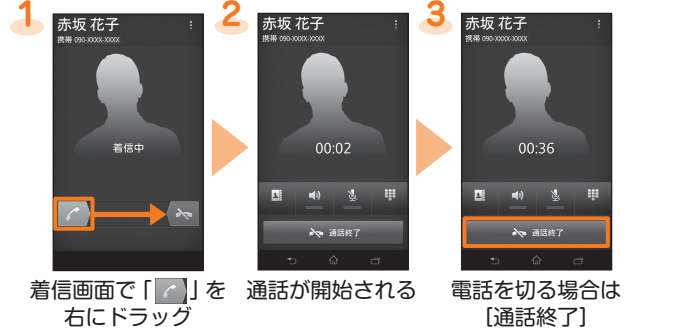 1
赤坂 花子
携帯 090-XXXX-XXXX
着信中
着信画面で「 」を
右にドラッグ
2
赤坂 花子
携帯 090-XXXX-XXXX
00:02
通話終了
通話が開始される
3
赤坂 花子
携帯 090-XXXX-XXXX
00:36
通話終了
電話を切る場合は
[通話終了]